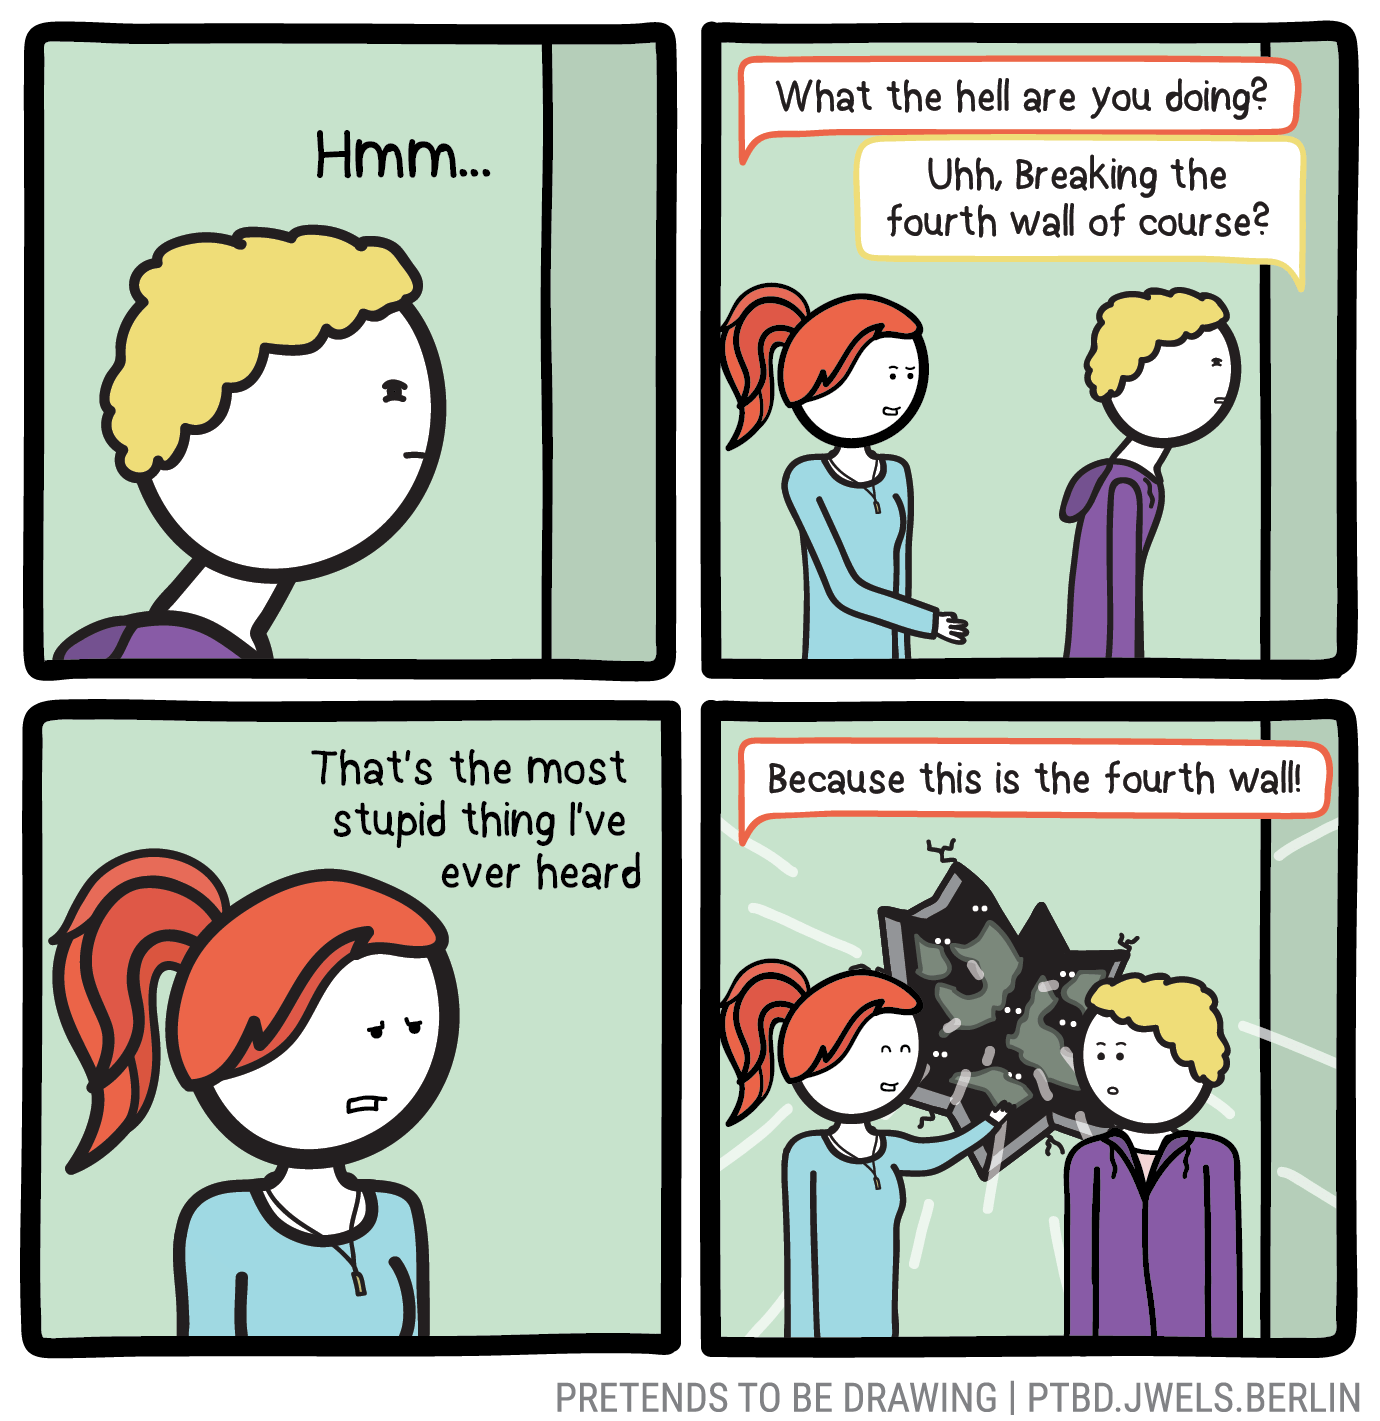 Hmm...
What the hell are you doing?
Uhh, Breaking the
fourth wall of course?
That's the most
stupid thing I've
ever heard
Because this is the fourth wall!
PRETENDS TO BE DRAWING | PTBD.JWELS.BERLIN